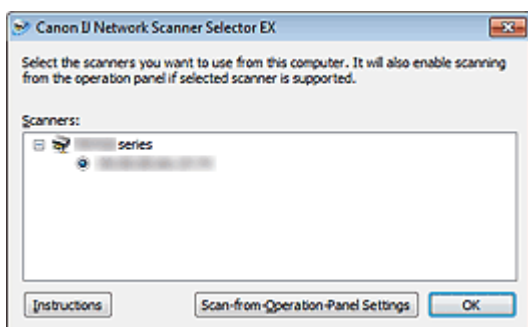 Canon IJ Network Scanner Selector EX
Select the scanners you want to use from this computer. It will also enable scanning
from the operation panel if selected scanner is supported.
Scanners:
series
Instructions
Scan-from-Operation-Panel Settings
OK